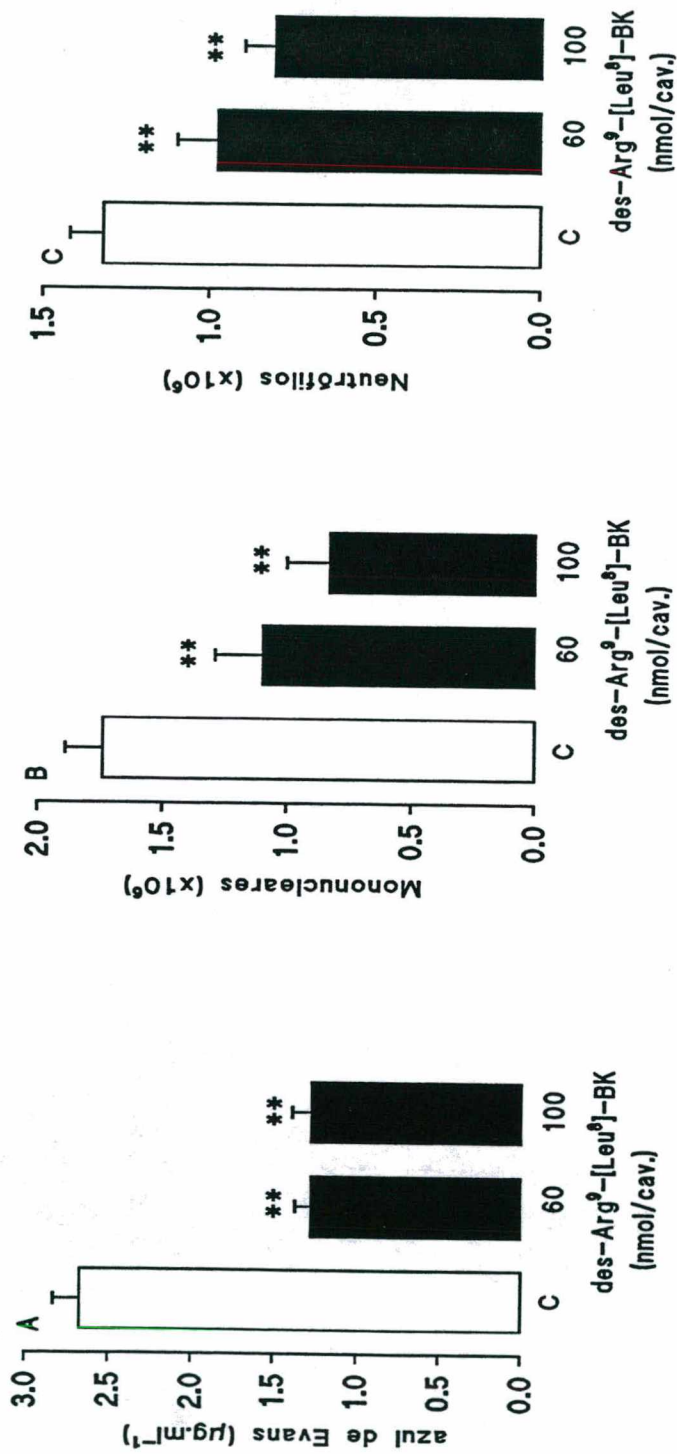 A
azul de Evans (μg.ml⁻¹)
3.0
2.5
2.0
1.5
1.0
0.5
0.0
** **
C 60 100
des-Arg⁹-[Leu⁸]-BK
(nmol/cav.)
B
Mononucleares (x10⁶)
2.0
1.5
1.0
0.5
0.0
** **
C 60 100
des-Arg⁹-[Leu⁸]-BK
(nmol/cav.)
C
Neutrófilos (x10⁶)
1.5
1.0
0.5
0.0
** **
C 60 100
des-Arg⁹-[Leu⁸]-BK
(nmol/cav.)